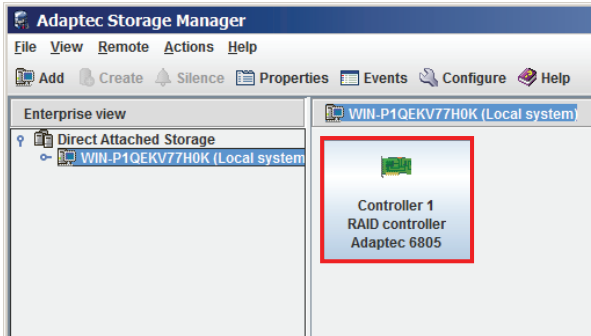 Adaptec Storage Manager
File View Remote Actions Help
Add Create Silence Properties Events Configure Help
Enterprise view
WIN-P1QEKV77H0K (Local system)
Direct Attached Storage
WIN-P1QEKV77H0K (Local system
Controller 1
RAID controller
Adaptec 6805